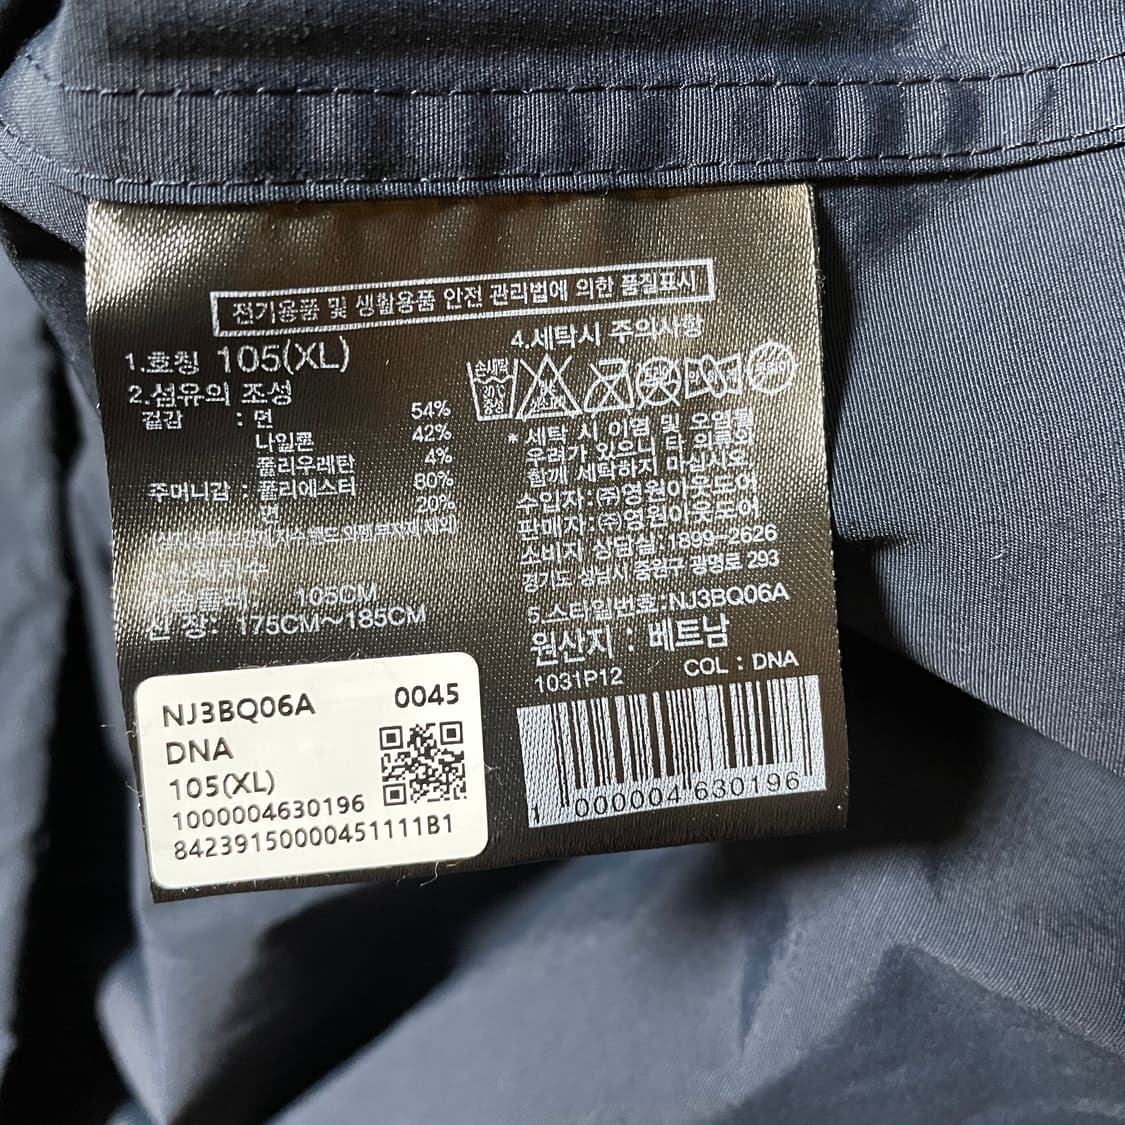 전기용품 및 생활용품 안전 관리법에 의한 품질표시
1.호칭 105(XL)
2.섬유의 조성
겉감 : 면 54%
나일론 42%
폴리우레탄 4%
주머니감 : 폴리에스터 80%
면 20%
105CM
신 장: 175CM~185CM
4.세탁시 주의사항
손세탁
중성
* 세탁 시 이염 및 오염될
우려가 있으니 다 의류와
함께 세탁하지 마십시오.
수입자:(주)영원아웃도어
판매자:(주)영원아웃도어
소비자 상담실:1899-2626
경기도 성남시 중원구 광명로 293
5.스타일번호:NJ3BQ06A
원산지 : 베트남
1031P12 COL : DNA
1 000004 630196
NJ3BQ06A 0045
DNA
105(XL)
1000004630196
84239150000451111B1